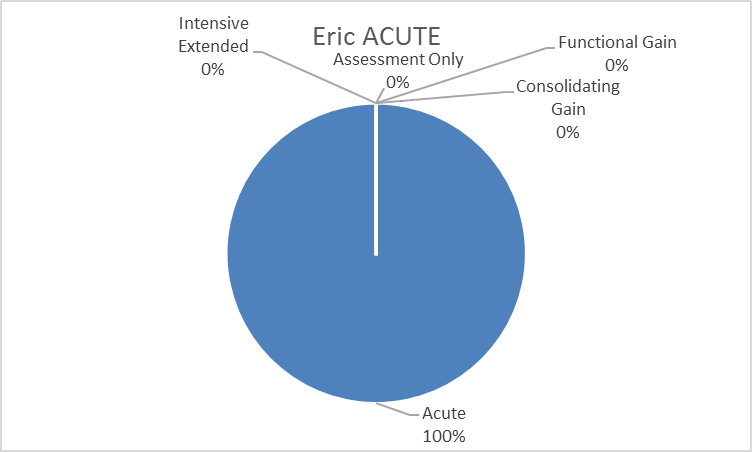 Eric ACUTE
Intensive
Extended
0%
Assessment Only
0%
Functional Gain
0%
Consolidating
Gain
0%
Acute
100%